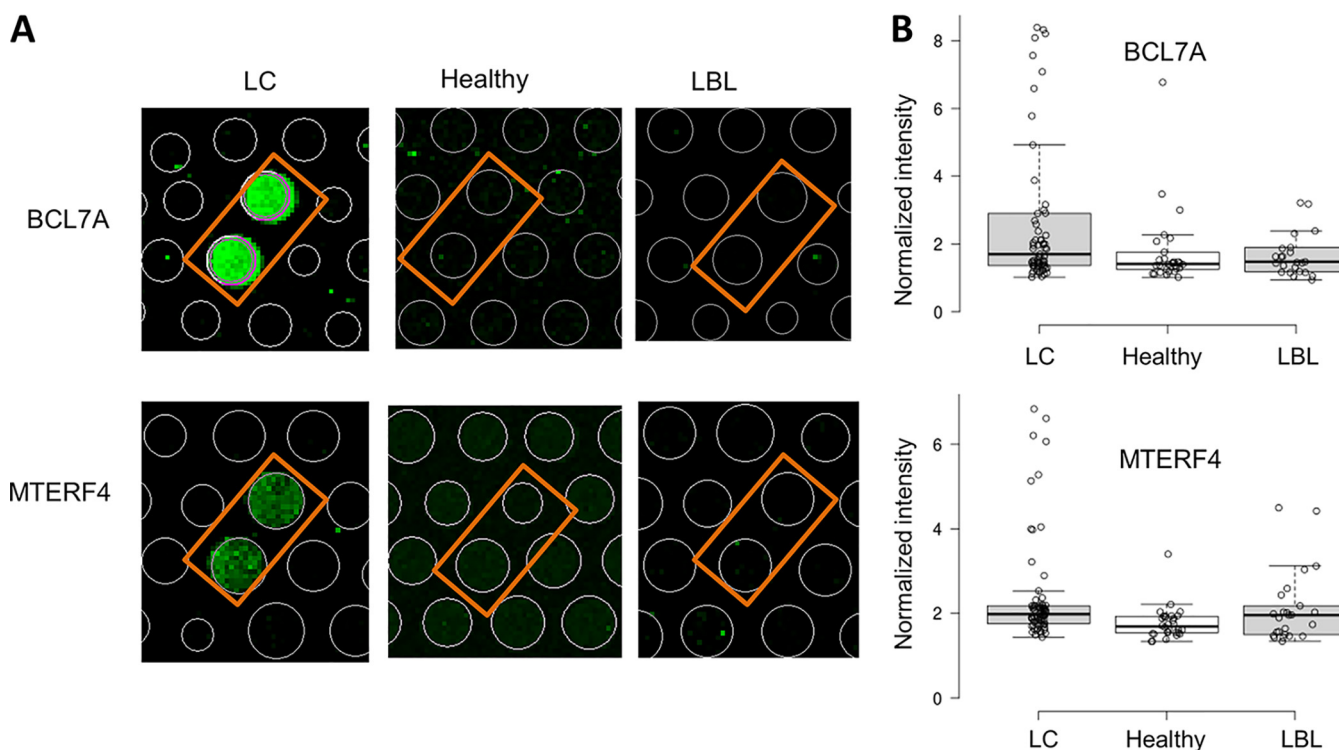 A
LC Healthy LBL
BCL7A
MTERF4
B
BCL7A
Normalized intensity
8
6
4
2
0
LC Healthy LBL
MTERF4
Normalized intensity
6
4
2
0
LC Healthy LBL